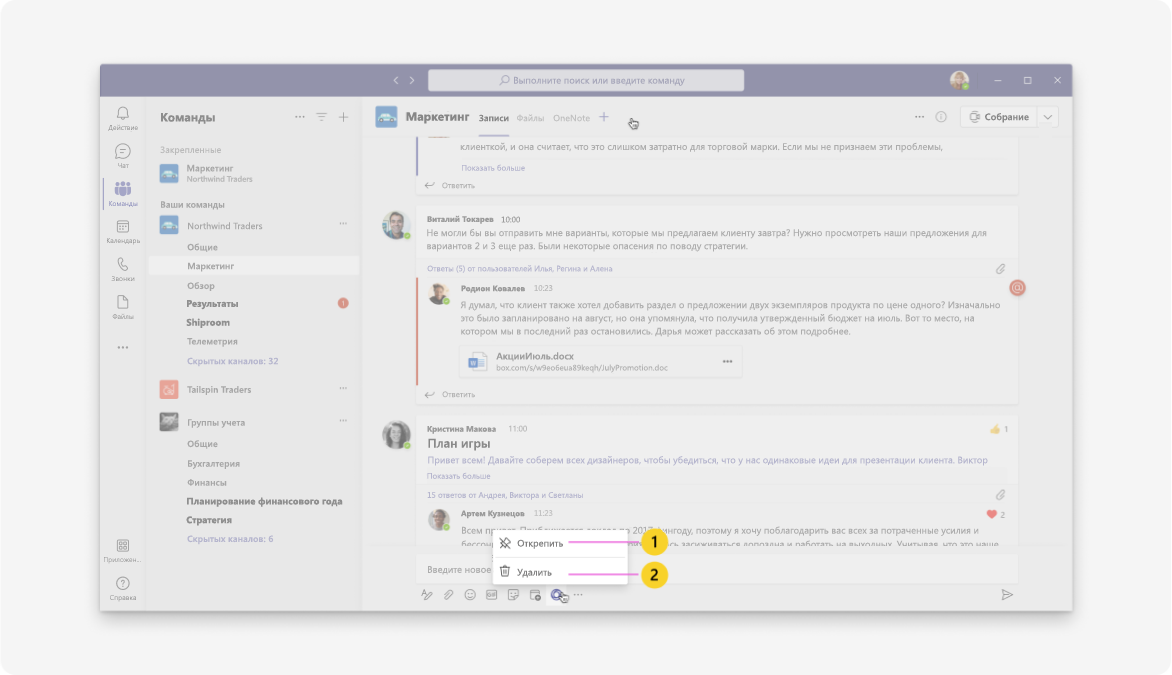 Выполните поиск или введите команду
Действие
Чат
Команды
Календарь
Звонки
Файлы
Приложен...
Справка
Команды
Закрепленные
Маркетинг
Northwind Traders
Ваши команды
Northwind Traders
Общие
Маркетинг
Обзор
Результаты
Shiproom
Телеметрия
Скрытых каналов: 32
Tailspin Traders
Группы учета
Общие
Бухгалтерия
Финансы
Планирование финансового года
Стратегия
Скрытых каналов: 6
Маркетинг Записи Файлы OneNote
Собрание
клиенткой, и она считает, что это слишком затратно для торговой марки. Если мы не признаем эти проблемы,
Показать больше
Ответить
Виталий Токарев 10:00
Не могли бы вы отправить мне варианты, которые мы предлагаем клиенту завтра? Нужно просмотреть наши предложения для
вариантов 2 и 3 еще раз. Были некоторые опасения по поводу стратегии.
Ответы (5) от пользователей Илья, Регина и Алена
Родион Ковалев 10:23
Я думал, что клиент также хотел добавить раздел о предложении двух экземпляров продукта по цене одного? Изначально
это было запланировано на август, но она упомянула, что получила утвержденный бюджет на июль. Вот то место, на
котором мы в последний раз остановились. Дарья может рассказать об этом подробнее.
АкцииИюль.docx
box.com/s/w9eo6eua89keqh/JulyPromotion.doc
Ответить
Кристина Макова 11:00
1
План игры
Привет всем! Давайте соберем всех дизайнеров, чтобы убедиться, что у нас одинаковые идеи для презентации клиента. Виктор
Показать больше
15 ответов от Андрея, Виктора и Светланы
Артем Кузнецов 11:23
2
Всем при 2017 ингоду, поэтому я хочу поблагодарить вас всех за потраченные усилия и
засиживаться допоздна и работать на выходных. Учитывая, что это наше
Открепить
1
Удалить
2
Введите новое
GIF